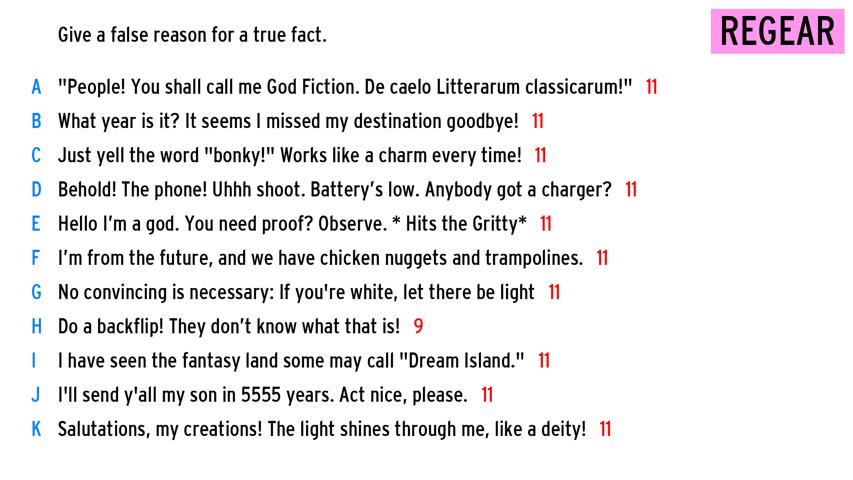 Give a false reason for a true fact.
REGEAR
A "People! You shall call me God Fiction. De caelo Litterarum classicarum!" 11
B What year is it? It seems I missed my destination goodbye! 11
C Just yell the word "bonky!" Works like a charm every time! 11
D Behold! The phone! Uhhh shoot. Battery's low. Anybody got a charger? 11
E Hello I'm a god. You need proof? Observe. * Hits the Gritty* 11
F I'm from the future, and we have chicken nuggets and trampolines. 11
G No convincing is necessary: If you're white, let there be light 11
H Do a backflip! They don't know what that is! 9
I I have seen the fantasy land some may call "Dream Island." 11
J I'll send y'all my son in 5555 years. Act nice, please. 11
K Salutations, my creations! The light shines through me, like a deity! 11